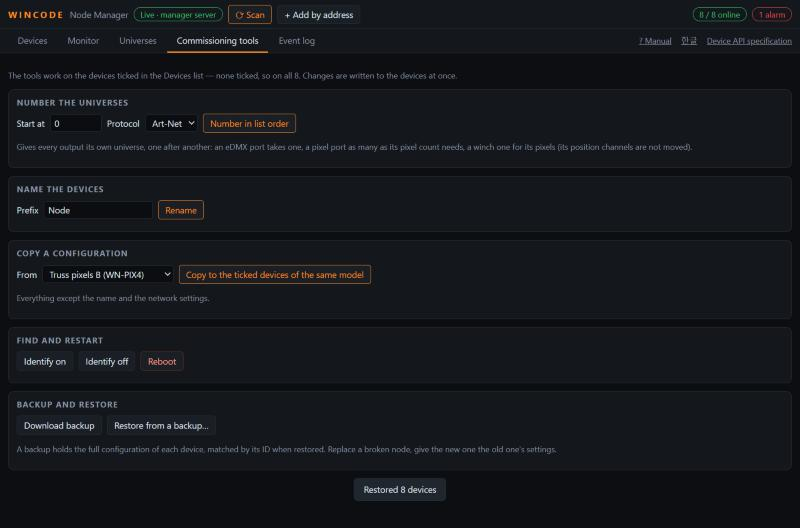 WINCODE Node Manager Live · manager server Scan + Add by address 8 / 8 online 1 alarm
Devices Monitor Universes Commissioning tools Event log ? Manual 한글 Device API specification
The tools work on the devices ticked in the Devices list — none ticked, so on all 8. Changes are written to the devices at once.
NUMBER THE UNIVERSES
Start at 0 Protocol Art-Net Number in list order
Gives every output its own universe, one after another: an eDMX port takes one, a pixel port as many as its pixel count needs, a winch one for its pixels (its position channels are not moved).
NAME THE DEVICES
Prefix Node Rename
COPY A CONFIGURATION
From Truss pixels B (WN-PIX4) Copy to the ticked devices of the same model
Everything except the name and the network settings.
FIND AND RESTART
Identify on Identify off Reboot
BACKUP AND RESTORE
Download backup Restore from a backup...
A backup holds the full configuration of each device, matched by its ID when restored. Replace a broken node, give the new one the old one's settings.
Restored 8 devices